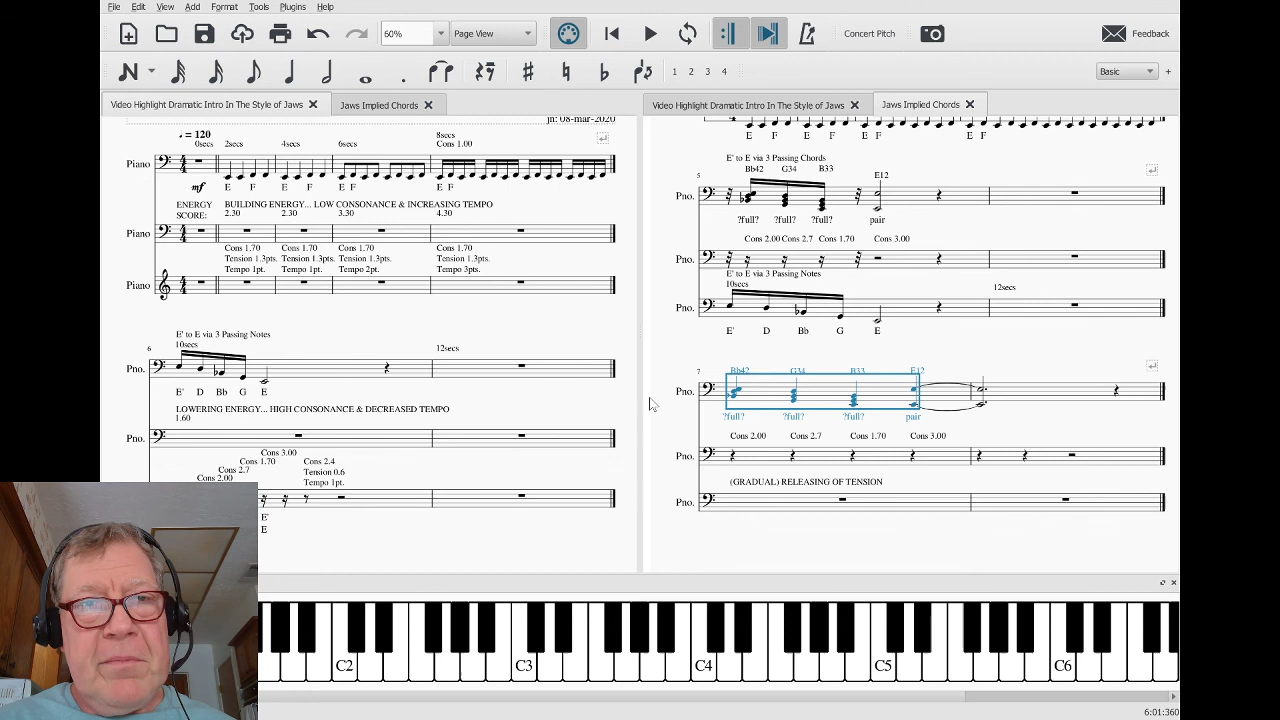 File Edit View Add Format Tools Plugins Help
60% Page View Concert Pitch Feedback
1 2 3 4 Basic +
Video Highlight Dramatic Intro In The Style of Jaws Jaws Implied Chords
Video Highlight Dramatic Intro In The Style of Jaws Jaws Implied Chords
jn: 08-mar-2020
= 120
0secs 2secs 4secs 6secs 8secs
Cons 1.00
Piano
mf E F E F E F E F
ENERGY BUILDING ENERGY... LOW CONSONANCE & INCREASING TEMPO
SCORE: 2.30 2.30 3.30 4.30
Piano
Cons 1.70 Cons 1.70 Cons 1.70 Cons 1.70
Tension 1.3pts. Tension 1.3pts. Tension 1.3pts. Tension 1.3pts.
Tempo 1pt. Tempo 1pt. Tempo 2pt. Tempo 3pts.
Piano
E' to E via 3 Passing Notes
10secs 12secs
6
Pno.
E' D Bb G E
LOWERING ENERGY... HIGH CONSONANCE & DECREASED TEMPO
1.60
Pno.
Cons 3.00
Cons 1.70 Cons 2.4
Cons 2.7 Tension 0.6
Cons 2.00 Tempo 1pt.
E'
E
4
E F E F E F E F
E' to E via 3 Passing Chords
Bb42 G34 B33 E12
5
Pno.
?full? ?full? ?full? pair
Cons 2.00 Cons 2.7 Cons 1.70 Cons 3.00
Pno.
E' to E via 3 Passing Notes
10secs 12secs
Pno.
E' D Bb G E
Bb42 G34 B33 E12
7
Pno.
?full? ?full? ?full? pair
Cons 2.00 Cons 2.7 Cons 1.70 Cons 3.00
Pno.
(GRADUAL) RELEASING OF TENSION
Pno.
C2 C3 C4 C5 C6
6:01:360